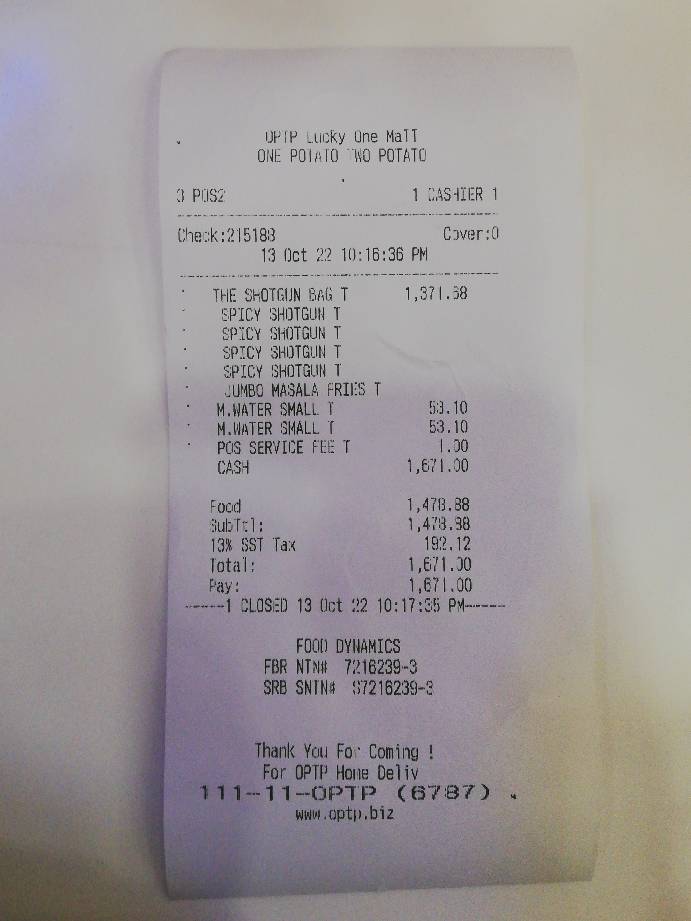 OPTP Lucky One Mall
ONE POTATO TWO POTATO
3 POS2 1 CASHIER 1
Check:215188 Cover:0
13 Oct 22 10:16:36 PM
THE SHOTGUN BAG T 1,371.68
SPICY SHOTGUN T
SPICY SHOTGUN T
SPICY SHOTGUN T
SPICY SHOTGUN T
JUMBO MASALA FRIES T
M.WATER SMALL T 53.10
M.WATER SMALL T 53.10
POS SERVICE FEE T 1.00
CASH 1,671.00
Food 1,478.88
SubTtl: 1,478.88
13% SST Tax 192.12
Total: 1,671.00
Pay: 1,671.00
------1 CLOSED 13 Oct 22 10:17:35 PM------
FOOD DYNAMICS
FBR NTN# 7216239-3
SRB SNTN# S7216239-3
Thank You For Coming !
For OPTP Home Deliv
111-11-OPTP (6787)
www.optp.biz